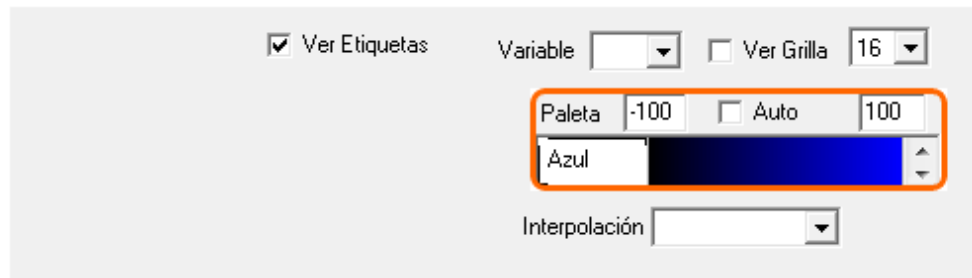 Ver Etiquetas Variable Ver Grilla 16
Paleta -100 Auto 100
Azul
Interpolación